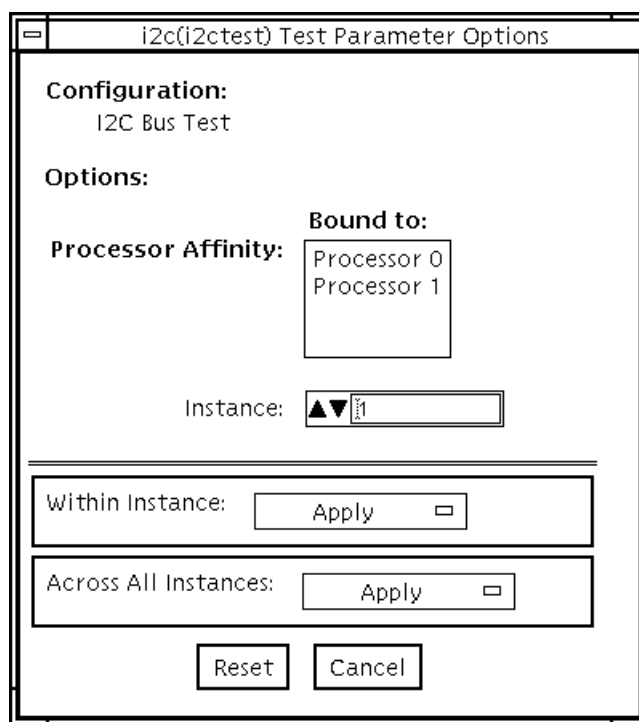 i2c(i2ctest) Test Parameter Options
Configuration:
I2C Bus Test
Options:
Bound to:
Processor Affinity:
Processor 0
Processor 1
Instance: 1
Within Instance: Apply
Across All Instances: Apply
Reset Cancel